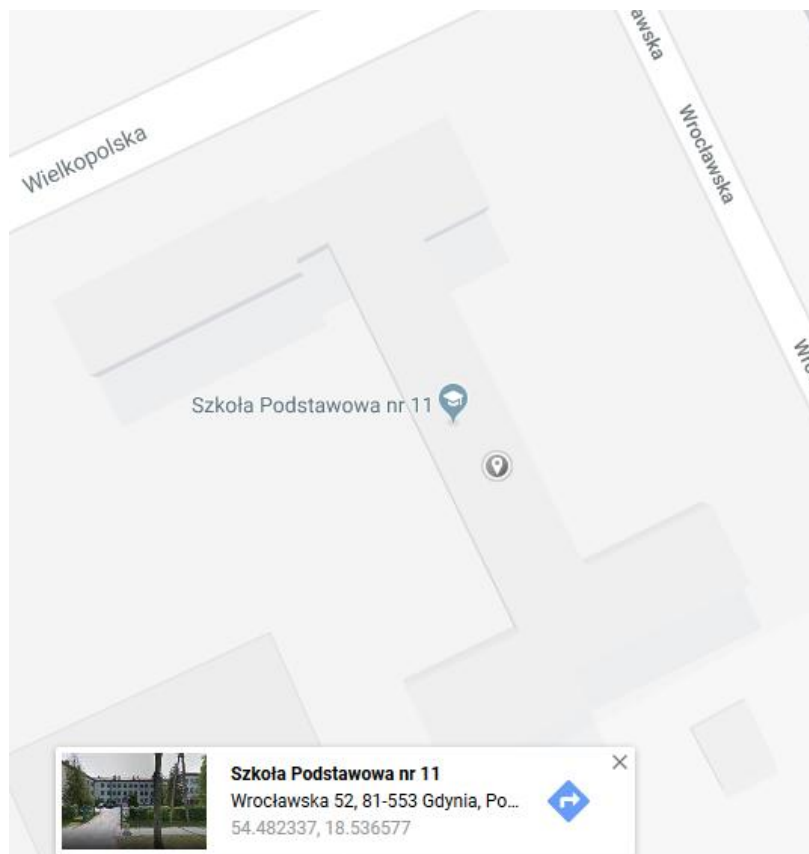 awska
Wielkopolska
Wrocławska
Szkoła Podstawowa nr 11
Szkoła Podstawowa nr 11
Wrocławska 52, 81-553 Gdynia, Po...
54.482337, 18.536577